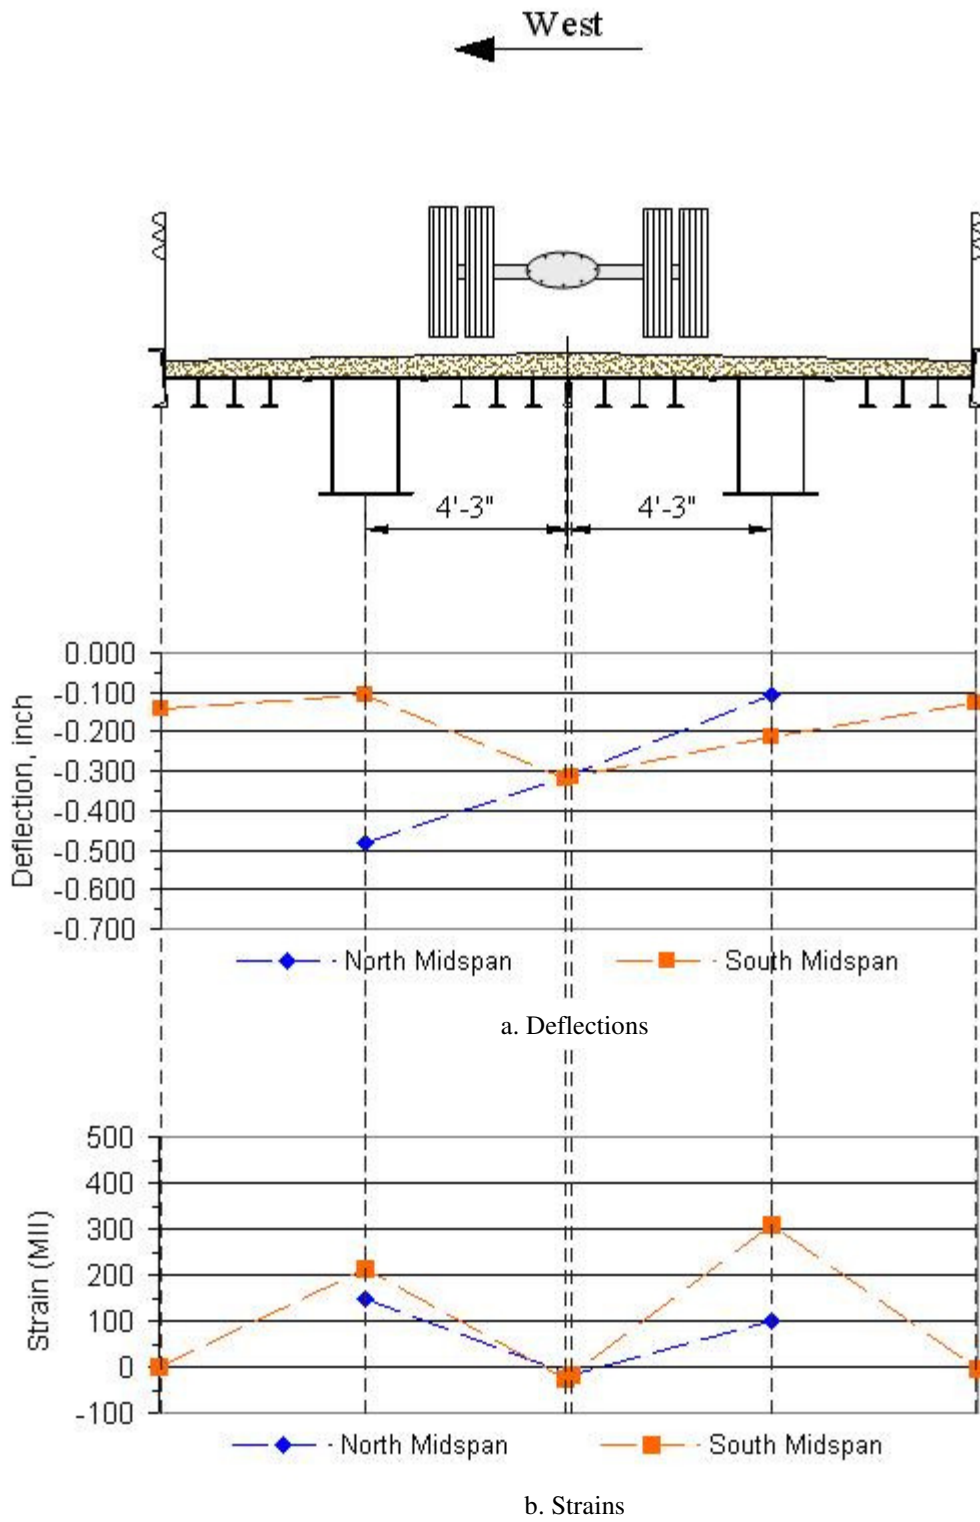 West
4'-3"
4'-3"
Deflection, inch
0.000
-0.100
-0.200
-0.300
-0.400
-0.500
-0.600
-0.700
North Midspan
South Midspan
a. Deflections
Strain (MII)
500
400
300
200
100
0
-100
North Midspan
South Midspan
b. Strains